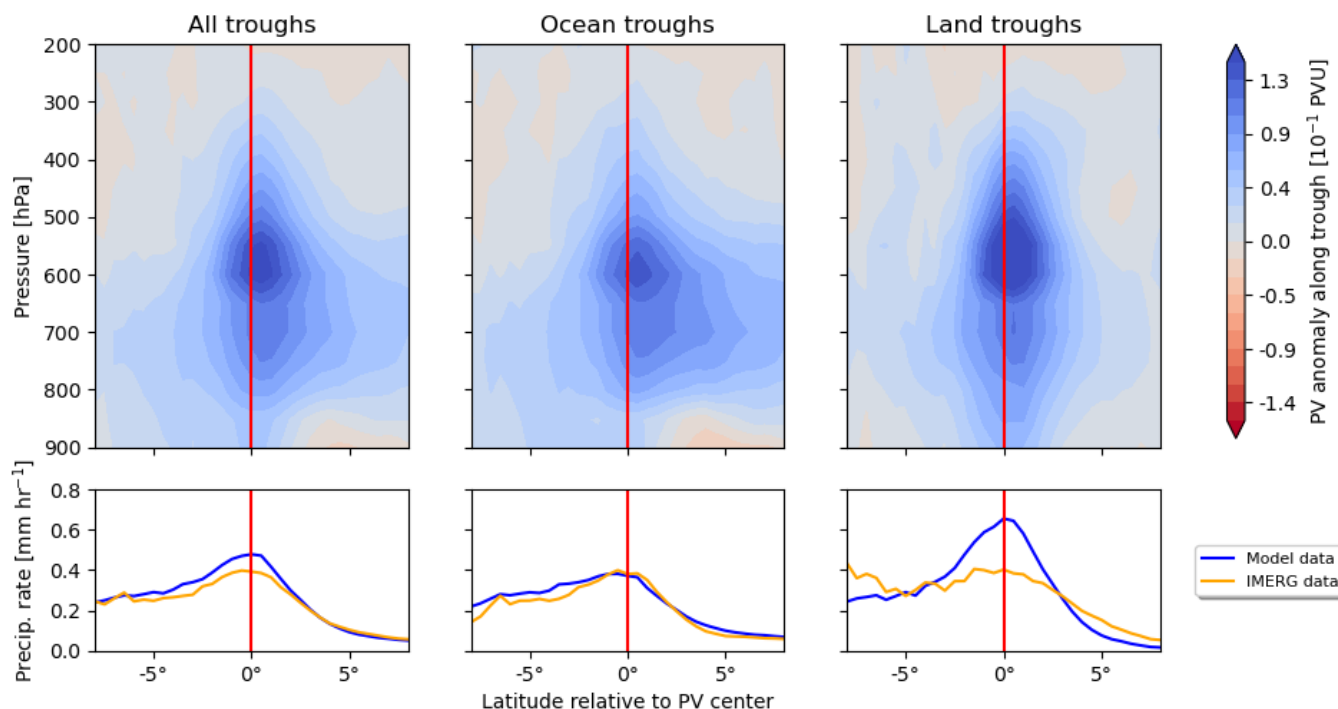 All troughs
Ocean troughs
Land troughs
200
300
400
500
600
700
800
900
Pressure [hPa]
1.3
0.9
0.4
0.0
-0.5
-0.9
-1.4
PV anomaly along trough [10⁻¹ PVU]
0.8
0.6
0.4
0.2
0.0
Precip. rate [mm hr⁻¹]
-5° 0° 5°
-5° 0° 5°
-5° 0° 5°
Latitude relative to PV center
Model data
IMERG data